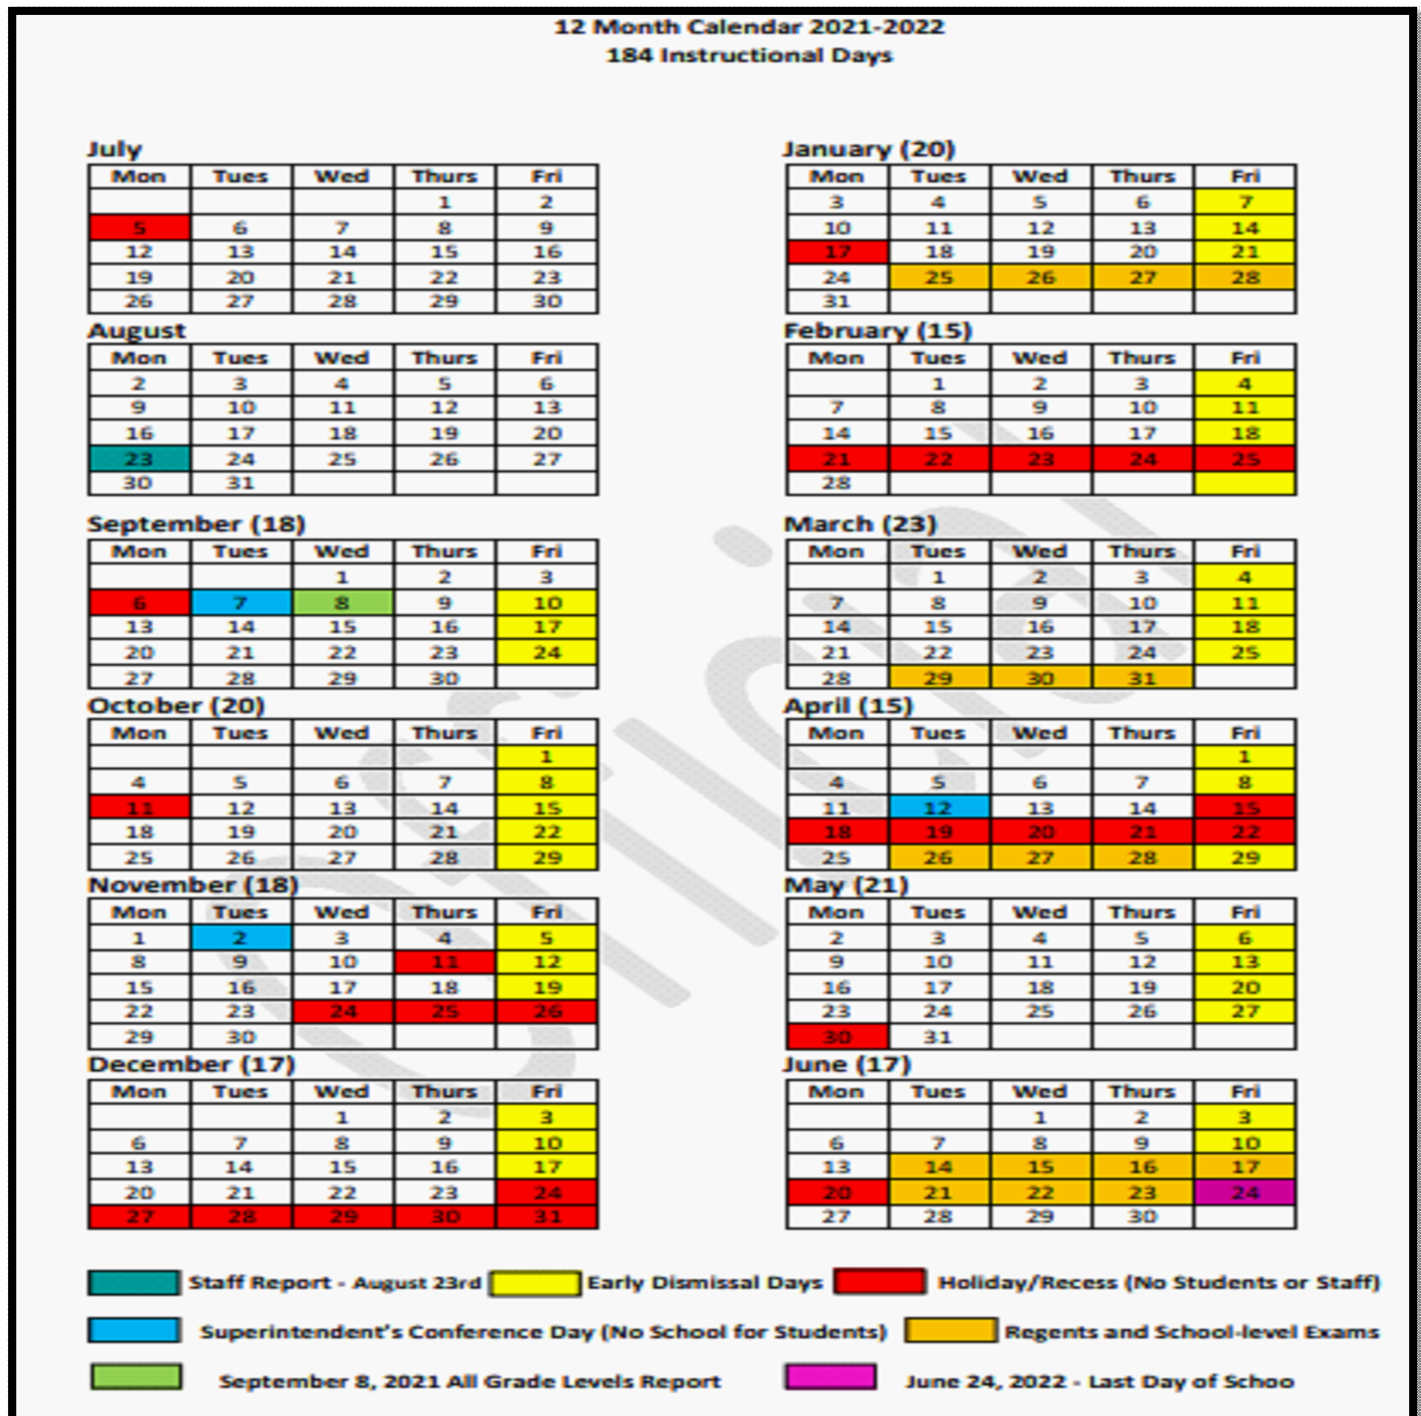 12 Month Calendar 2021-2022
184 Instructional Days
July
Mon Tues Wed Thurs Fri
1 2
5 6 7 8 9
12 13 14 15 16
19 20 21 22 23
26 27 28 29 30
August
Mon Tues Wed Thurs Fri
2 3 4 5 6
9 10 11 12 13
16 17 18 19 20
23 24 25 26 27
30 31
September (18)
Mon Tues Wed Thurs Fri
1 2 3
6 7 8 9 10
13 14 15 16 17
20 21 22 23 24
27 28 29 30
October (20)
Mon Tues Wed Thurs Fri
1
4 5 6 7 8
11 12 13 14 15
18 19 20 21 22
25 26 27 28 29
November (18)
Mon Tues Wed Thurs Fri
1 2 3 4 5
8 9 10 11 12
15 16 17 18 19
22 23 24 25 26
29 30
December (17)
Mon Tues Wed Thurs Fri
1 2 3
6 7 8 9 10
13 14 15 16 17
20 21 22 23 24
27 28 29 30 31
January (20)
Mon Tues Wed Thurs Fri
3 4 5 6 7
10 11 12 13 14
17 18 19 20 21
24 25 26 27 28
31
February (15)
Mon Tues Wed Thurs Fri
1 2 3 4
7 8 9 10 11
14 15 16 17 18
21 22 23 24 25
28
March (23)
Mon Tues Wed Thurs Fri
1 2 3 4
7 8 9 10 11
14 15 16 17 18
21 22 23 24 25
28 29 30 31
April (15)
Mon Tues Wed Thurs Fri
1
4 5 6 7 8
11 12 13 14 15
18 19 20 21 22
25 26 27 28 29
May (21)
Mon Tues Wed Thurs Fri
2 3 4 5 6
9 10 11 12 13
16 17 18 19 20
23 24 25 26 27
30 31
June (17)
Mon Tues Wed Thurs Fri
1 2 3
6 7 8 9 10
13 14 15 16 17
20 21 22 23 24
27 28 29 30
Staff Report - August 23rd Early Dismissal Days Holiday/Recess (No Students or Staff)
Superintendent's Conference Day (No School for Students) Regents and School-level Exams
September 8, 2021 All Grade Levels Report June 24, 2022 - Last Day of Schoo
Official